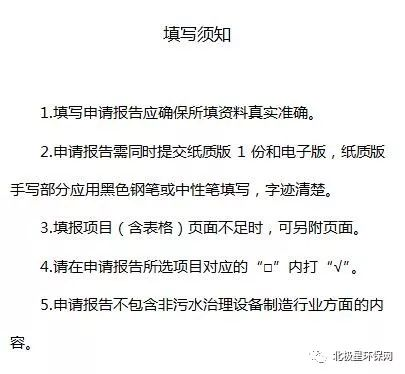 填写须知
1.填写申请报告应确保所填资料真实准确。
2.申请报告需同时提交纸质版 1 份和电子版，纸质版
手写部分应用黑色钢笔或中性笔填写，字迹清楚。
3.填报项目（含表格）页面不足时，可另附页面。
4.请在申请报告所选项目对应的“□”内打“√”。
5.申请报告不包含非污水治理设备制造行业方面的内
容。
北极星环保网